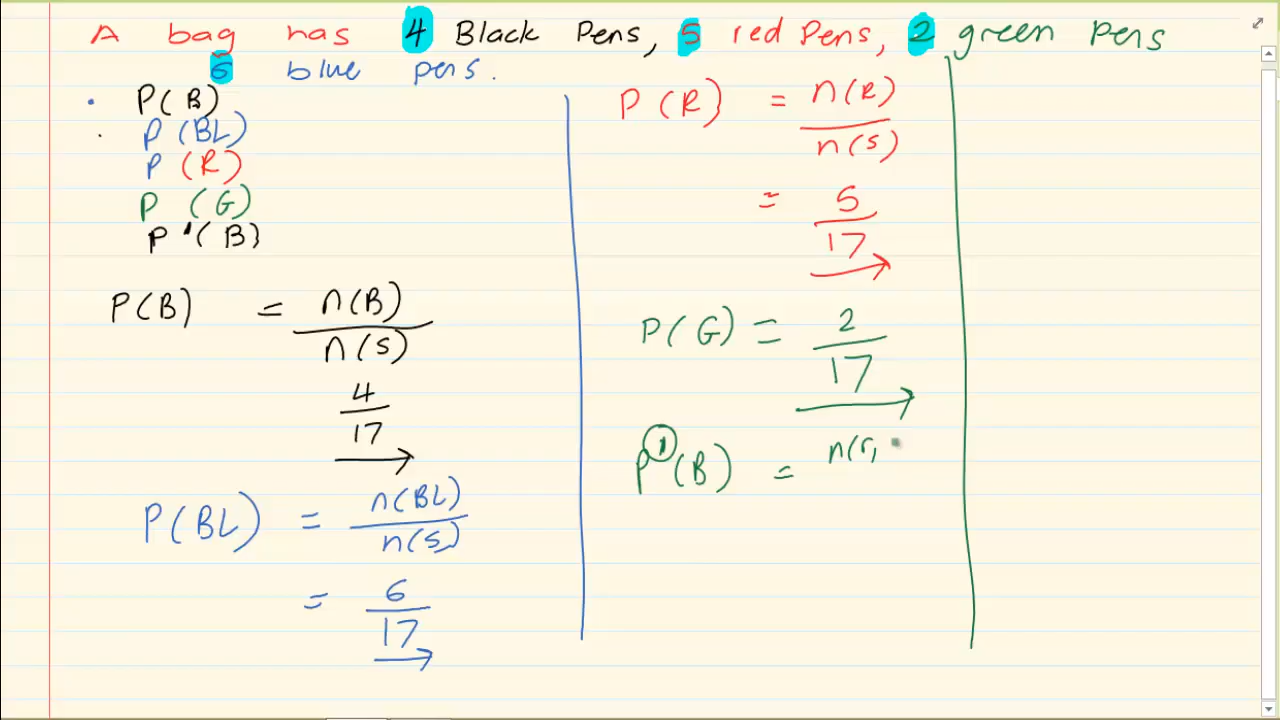 A bag has 4 Black Pens, 5 red Pens, 2 green Pens
6 blue pens.
P(B)
P(BL)
P(R)
P(G)
P'(B)
P(B) = n(B)
n(S)
4
17
P(BL) = n(BL)
n(S)
= 6
17
P(R) = n(R)
n(S)
= 5
17
P(G) = 2
17
P'(B) = n(r,